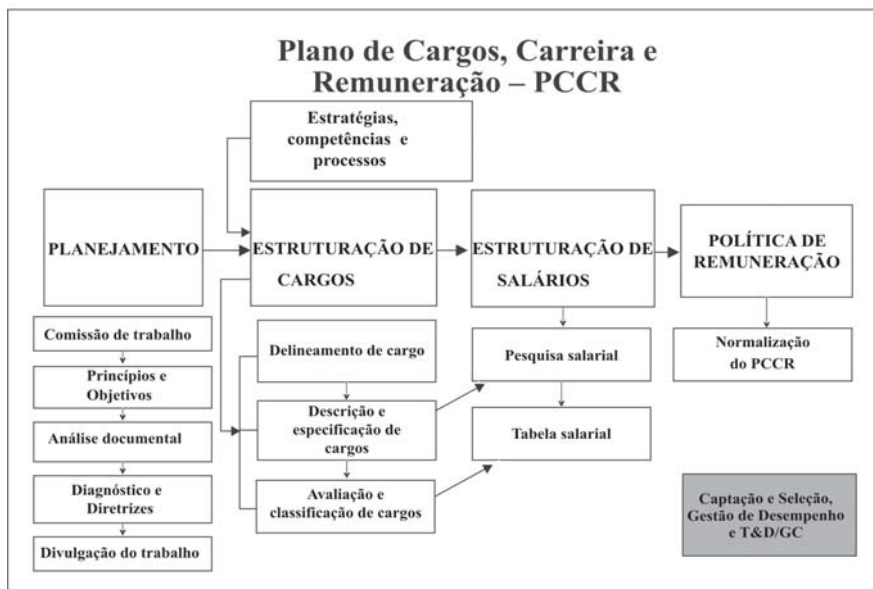 Plano de Cargos, Carreira e
Remuneração – PCCR
Estratégias,
competências e
processos
PLANEJAMENTO
ESTRUTURAÇÃO DE
CARGOS
ESTRUTURAÇÃO DE
SALÁRIOS
POLÍTICA DE
REMUNERAÇÃO
Comissão de trabalho
Princípios e
Objetivos
Análise documental
Diagnóstico e
Diretrizes
Divulgação do trabalho
Delineamento de cargo
Descrição e
especificação de
cargos
Avaliação e
classificação de cargos
Pesquisa salarial
Tabela salarial
Normalização
do PCCR
Captação e Seleção,
Gestão de Desempenho
e T&D/GC